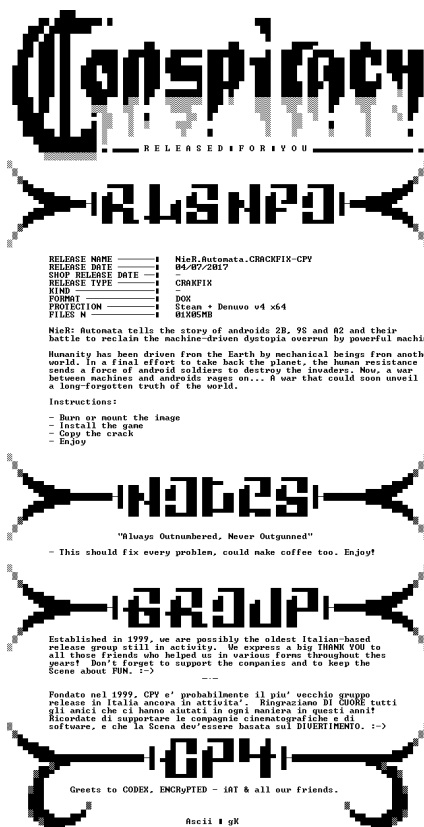 Conspiracy
RELEASED FOR YOU
RLSNFO
RELEASE NAME - NieR.Automata.CRACKFIX-CPY
RELEASE DATE - 04/07/2017
SHOP RELEASE DATE - -
RELEASE TYPE - CRAKFIX
KIND - -
FORMAT - DOX
PROTECTION - Steam + Denuvo v4 x64
FILES N - 01X05MB
NieR: Automata tells the story of androids 2B, 9S and A2 and their
battle to reclaim the machine-driven dystopia overrun by powerful machi
Humanity has been driven from the Earth by mechanical beings from anoth
world. In a final effort to take back the planet, the human resistance
sends a force of android soldiers to destroy the invaders. Now, a war
between machines and androids rages on... A war that could soon unveil
a long-forgotten truth of the world.
Instructions:
- Burn or mount the image
- Install the game
- Copy the crack
- Enjoy
NOTES
"Always Outnumbered, Never Outgunned"
- This should fix every problem, could make coffee too. Enjoy!
GROUP
Established in 1999, we are possibly the oldest Italian-based
release group still in activity. We express a big THANK YOU to
all those friends who helped us in various forms throughout thes
years! Don't forget to support the companies and to keep the
Scene about FUN. :-)
Fondato nel 1999, CPY e' probabilmente il piu' vecchio gruppo
release in Italia ancora in attivita'. Ringraziamo DI CUORE tutti
gli amici che ci hanno aiutati in ogni maniera in questi anni!
Ricordate di supportare le compagnie cinematografiche e di
software, e che la Scena dev'essere basata sul DIVERTIMENTO. :-)
CPY
Greets to CODEX, ENCRyPTED - iAT & all our friends.
Ascii gK